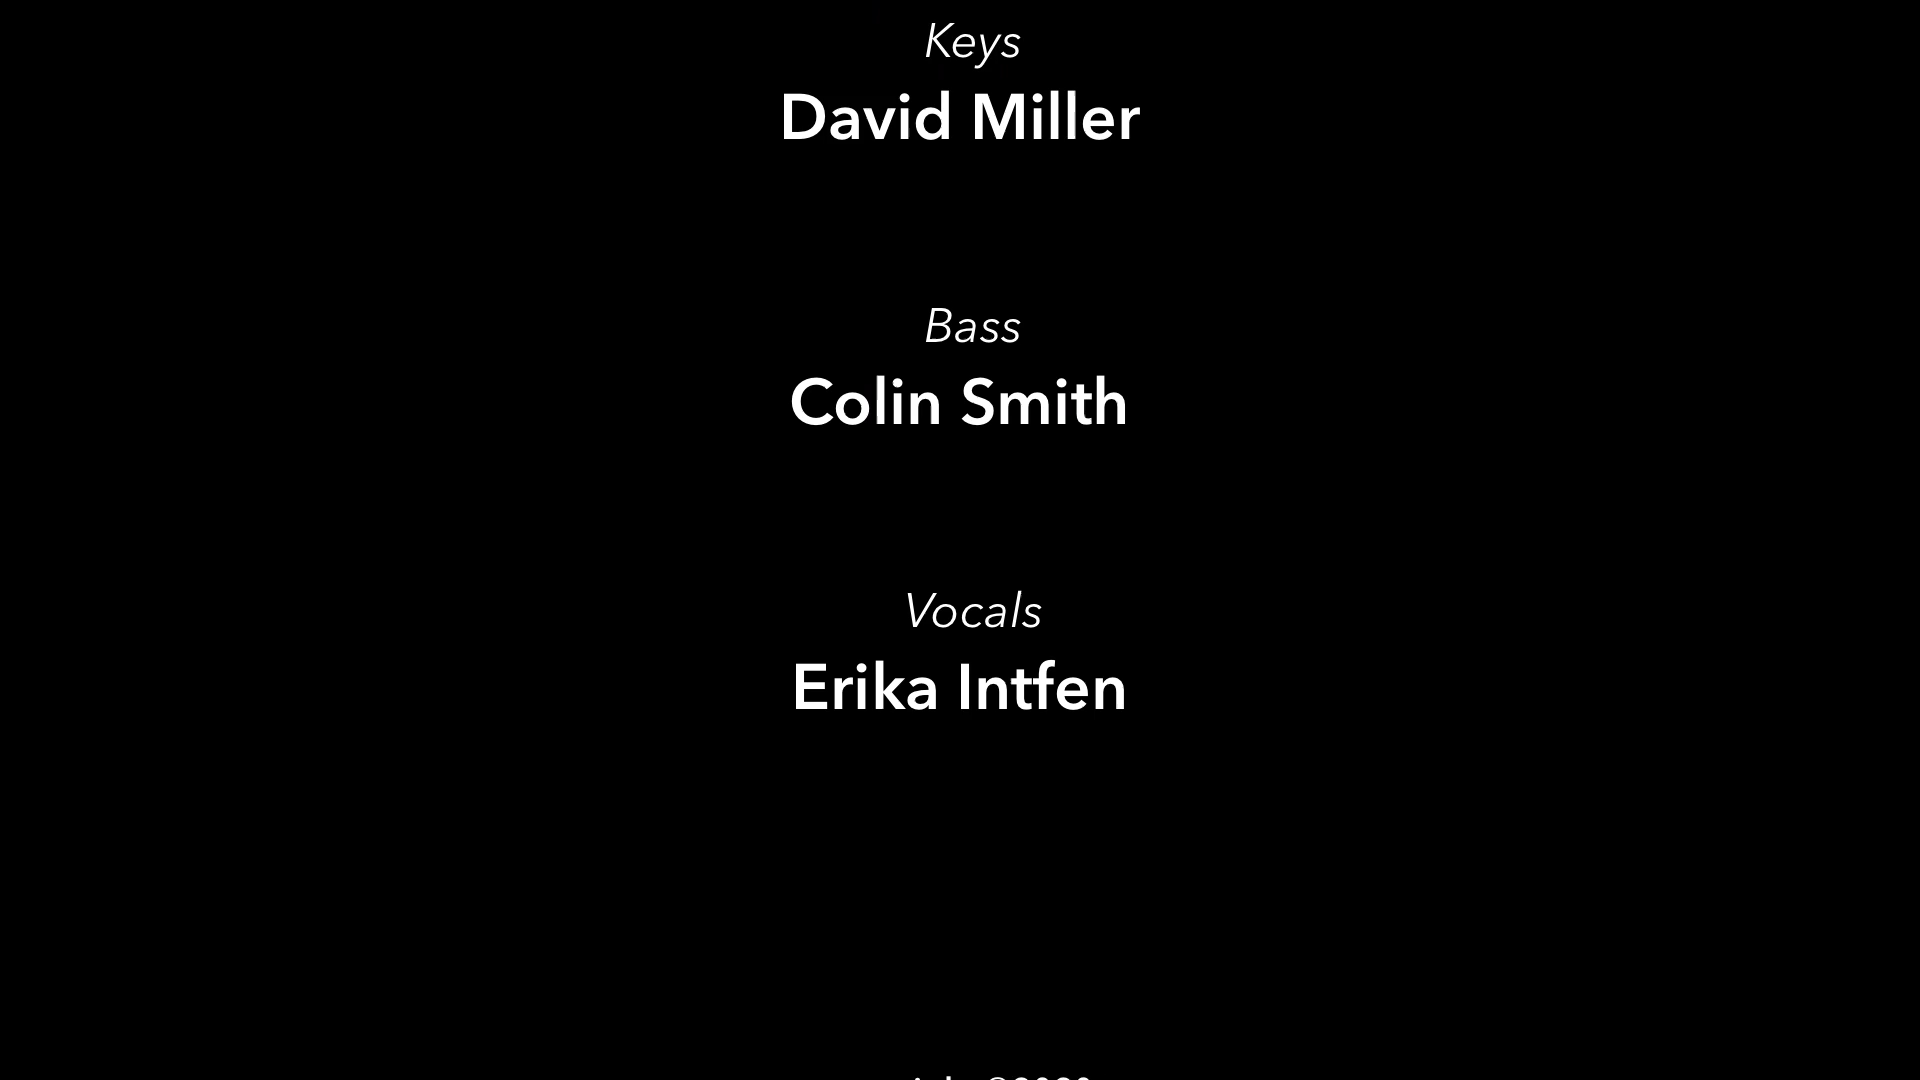 Keys
David Miller
Bass
Colin Smith
Vocals
Erika Intfen